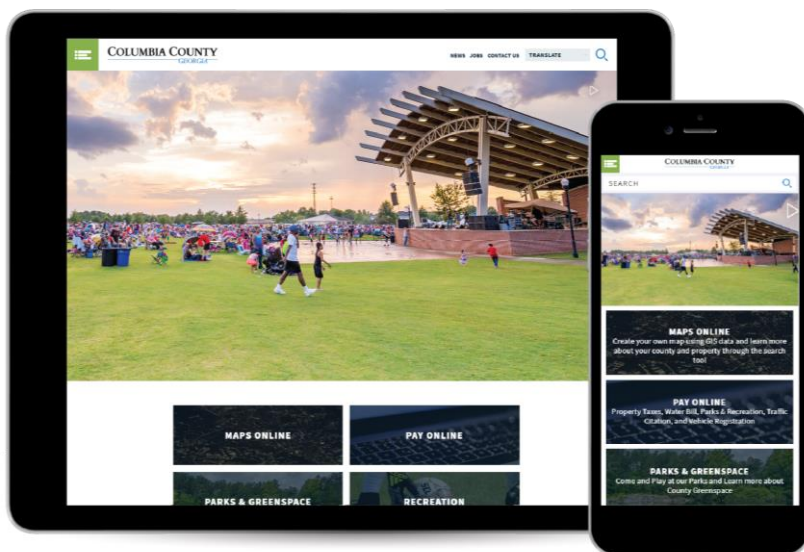 COLUMBIA COUNTY
GEORGIA
NEWS JOBS CONTACT US TRANSLATE
MAPS ONLINE
PAY ONLINE
PARKS & GREENSPACE
RECREATION
COLUMBIA COUNTY
GEORGIA
SEARCH
MAPS ONLINE
Create your own map using GIS data and learn more
about your county and property through the search
tool
PAY ONLINE
Property Taxes, Water Bill, Parks & Recreation, Traffic
Citation, and Vehicle Registration
PARKS & GREENSPACE
Come and Play at our Parks and Learn more about
County Greenspace